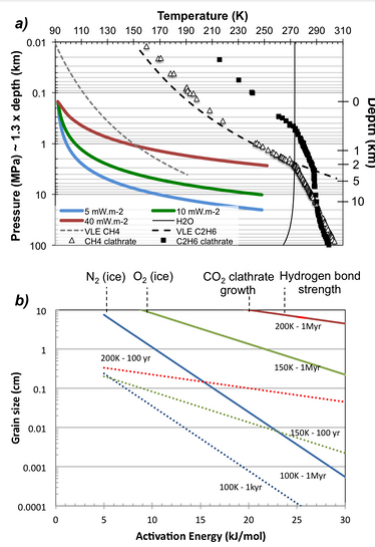 a)
Temperature (K)
90 110 130 150 170 190 210 230 250 270 290 310
Pressure (MPa) ~ 1.3 x depth (km)
0.01
0.1
1
10
100
Depth (km)
0
1
2
5
10
5 mW.m-2
10 mW.m-2
40 mW.m-2
H2O
VLE CH4
VLE C2H6
CH4 clathrate
C2H6 clathrate
b)
N2 (ice) O2 (ice) CO2 clathrate growth Hydrogen bond strength
Grain size (cm)
10
1
0.1
0.01
0.001
0.0001
200K - 1Myr
150K - 1Myr
200K - 100 yr
150K - 100 yr
100K - 1Myr
100K - 1kyr
0 5 10 15 20 25 30
Activation Energy (kJ/mol)